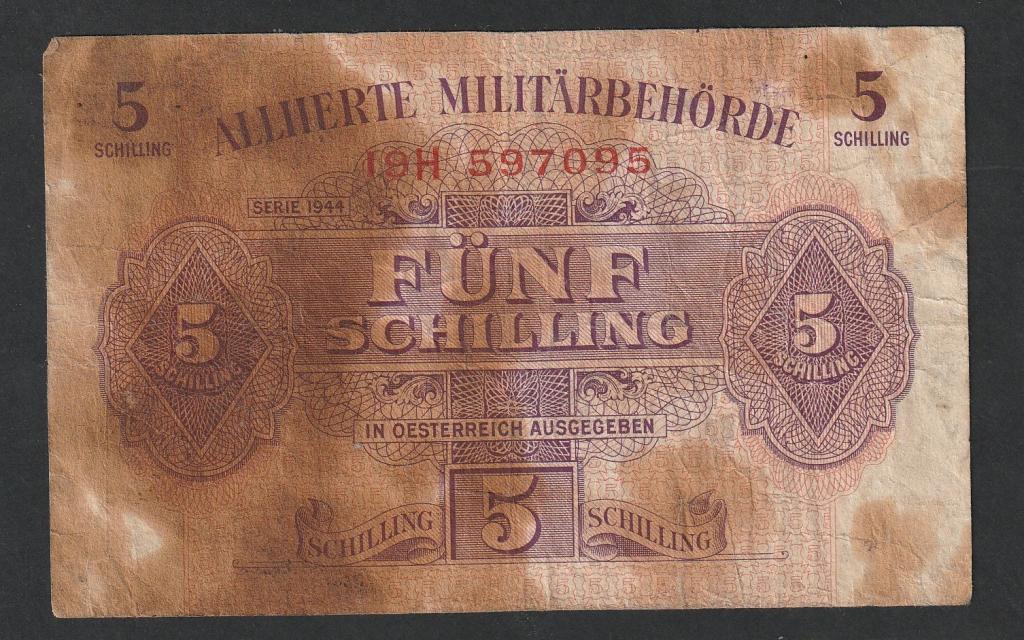 5 SCHILLING
ALLIIERTE MILITÄRBEHÖRDE
5 SCHILLING
19H 597095
SERIE 1944
FÜNF
SCHILLING
5 SCHILLING
5 SCHILLING
IN OESTERREICH AUSGEGEBEN
SCHILLING 5 SCHILLING